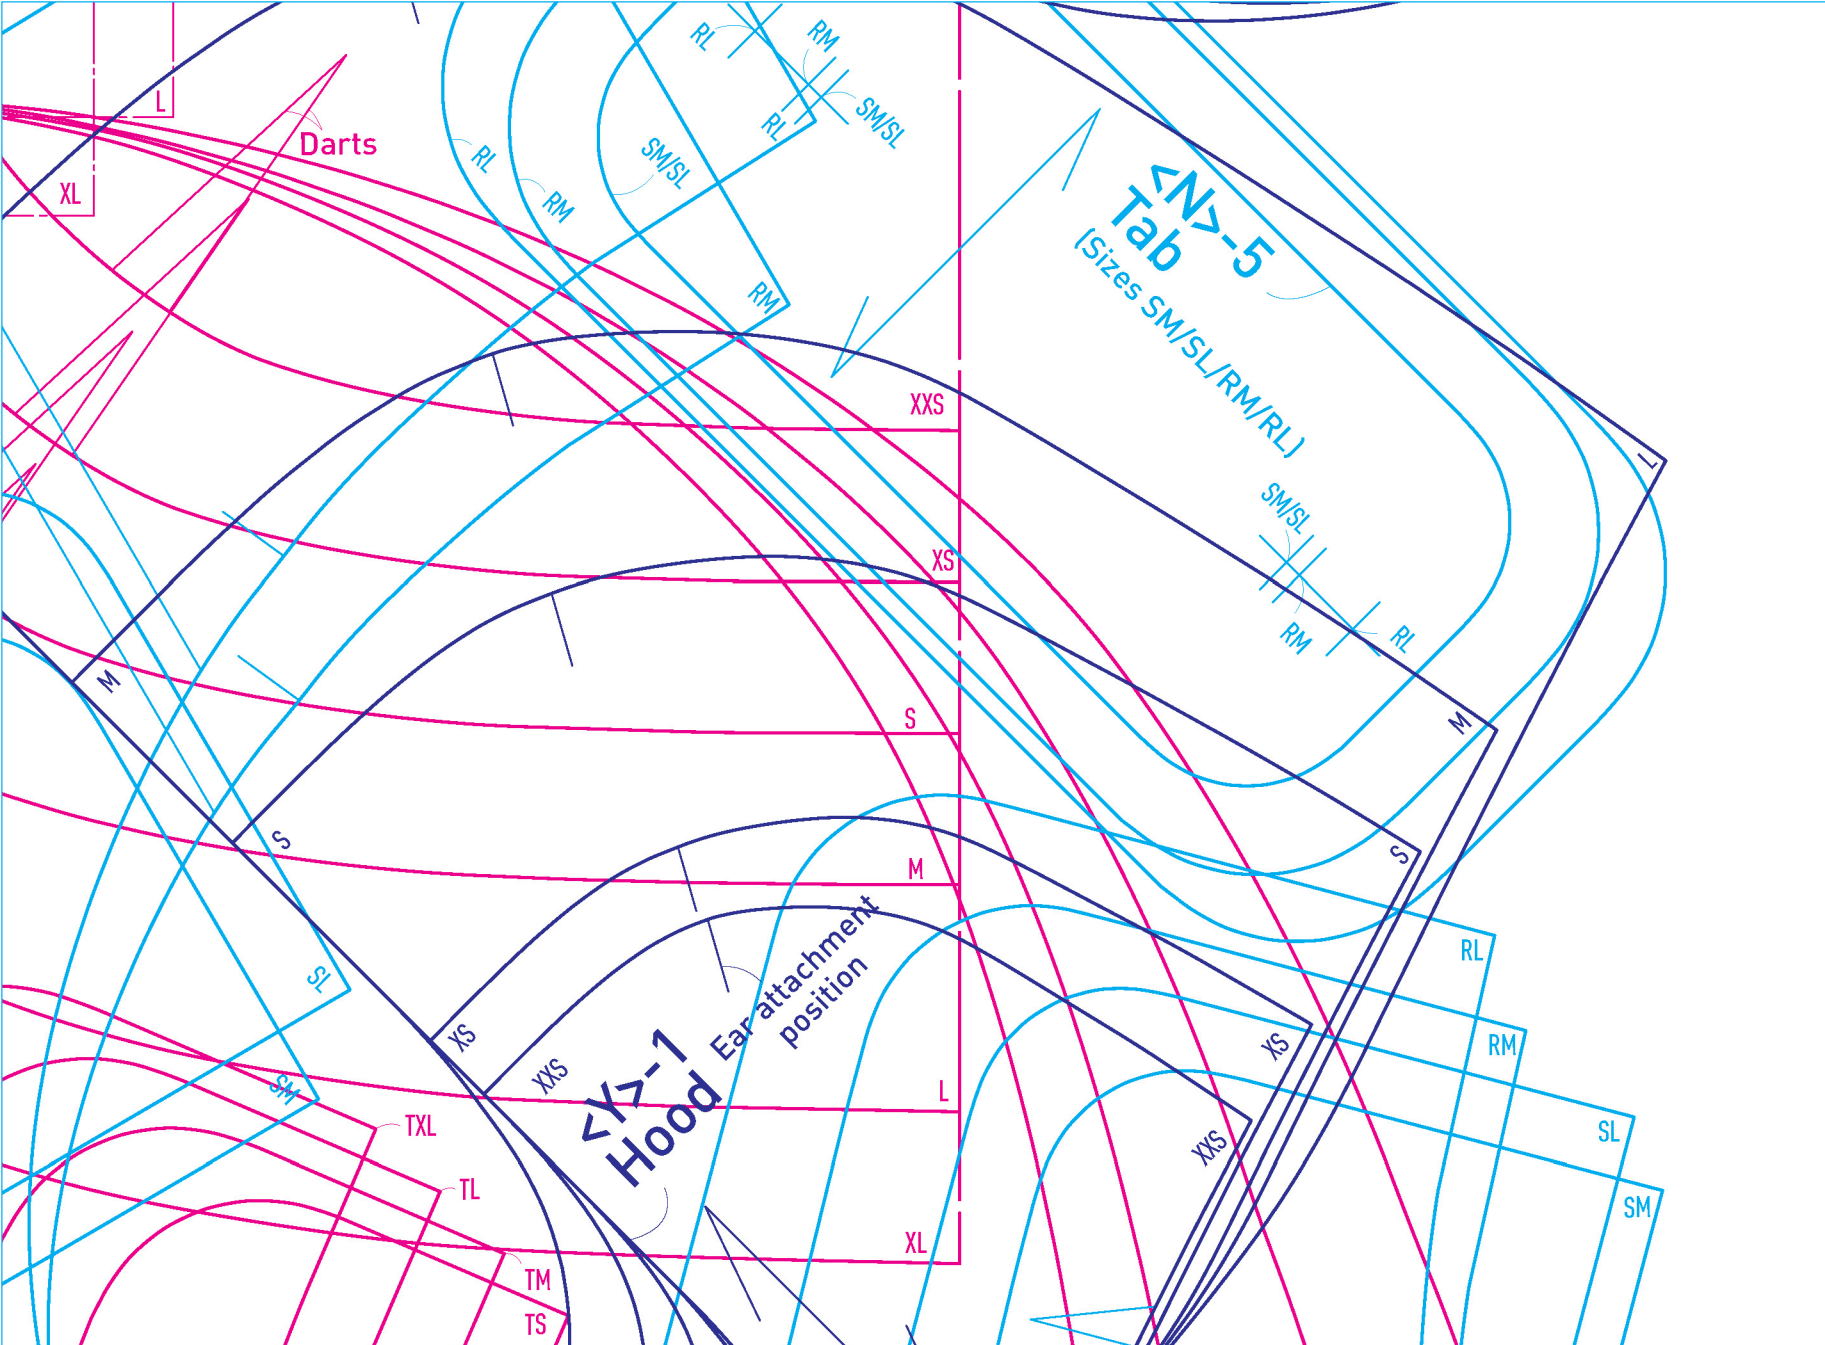 RL
RM
L
SM/SL
Darts
RL
RL
SM/SL
XL
RM
<N>-5
Tab
(Sizes SM/SL/RM/RL)
RM
XXS
L
SM/SL
XS
RM
RL
M
S
M
S
M
S
RL
SL
Ear attachment
position
XS
XS
RM
XXS
SM
<Y>-1
Hood
L
TXL
SL
XXS
TL
SM
XL
TM
TS